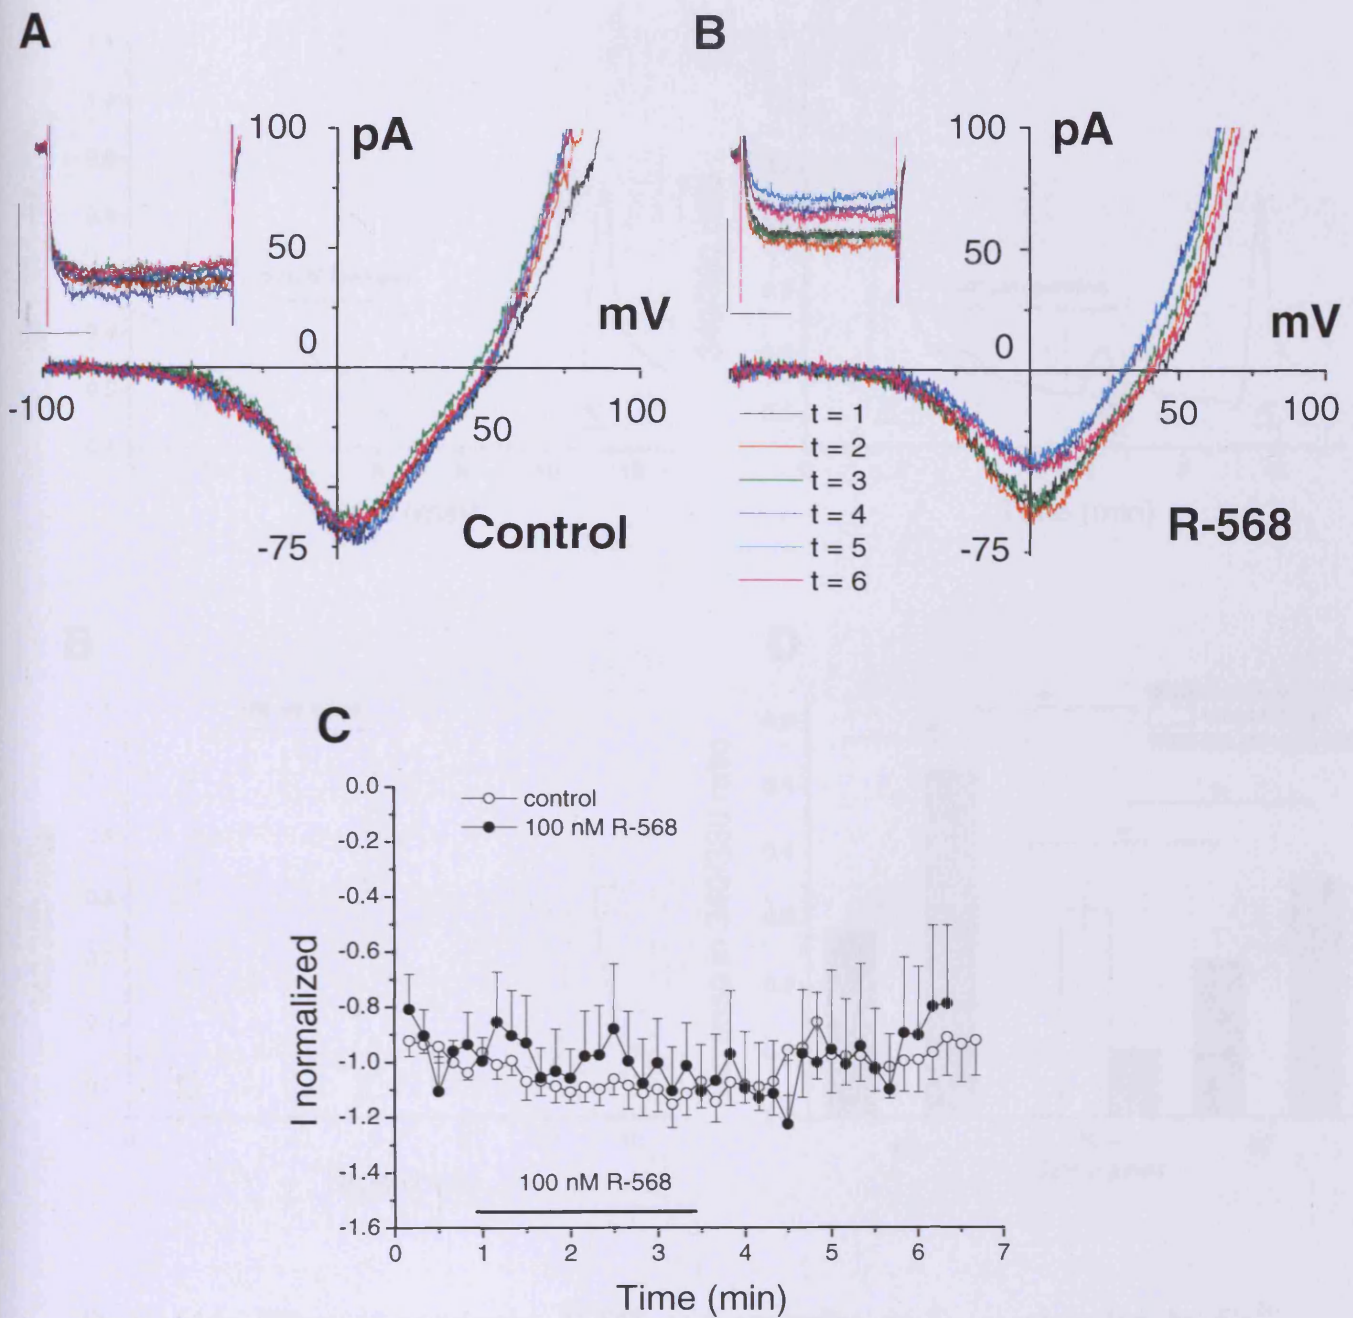 A
B
100
pA
50
mV
0
-100
50
100
-75
Control
100
pA
50
mV
0
50
100
-75
R-568
t = 1
t = 2
t = 3
t = 4
t = 5
t = 6
C
0.0
-0.2
-0.4
-0.6
-0.8
-1.0
-1.2
-1.4
-1.6
I normalized
control
100 nM R-568
100 nM R-568
0 1 2 3 4 5 6 7
Time (min)